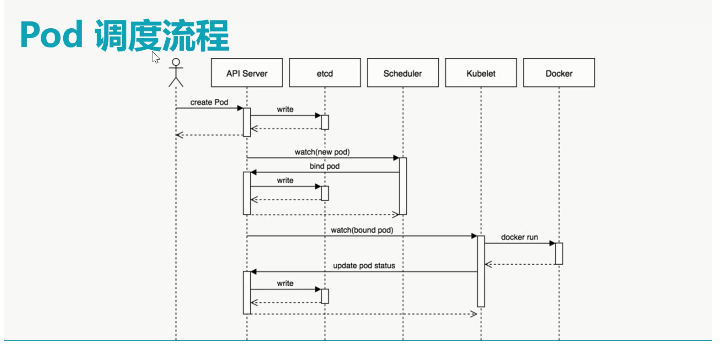 Pod 调度流程
API Server
etcd
Scheduler
Kubelet
Docker
create Pod
write
watch(new pod)
bind pod
write
watch(bound pod)
docker run
update pod status
write